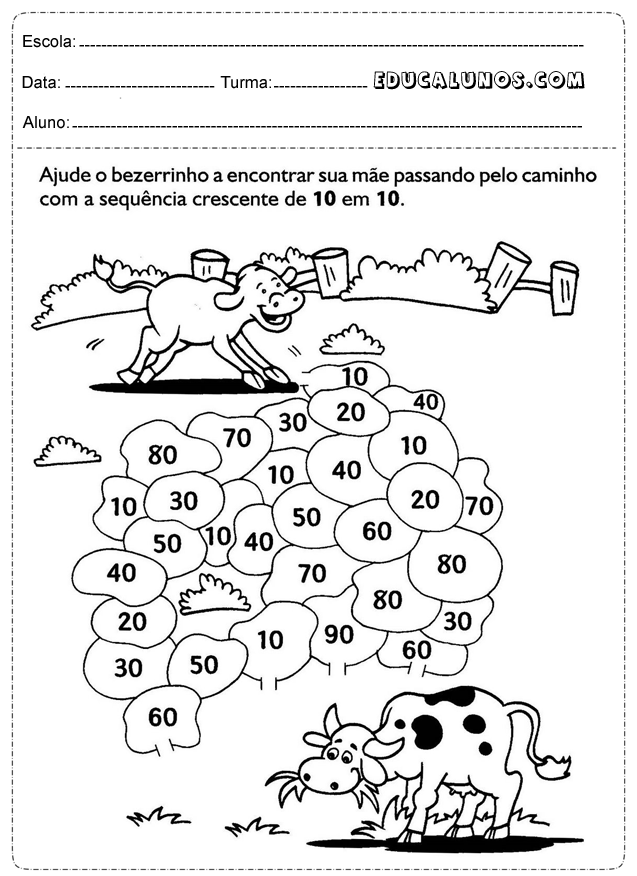 Escola:
Data: Turma: EDUCALUNOS.COM
Aluno:
Ajude o bezerrinho a encontrar sua mãe passando pelo caminho
com a sequência crescente de 10 em 10.
10
20 40
30
70 10
80 40
10
10 30 20 70
50
60
50 10 40
80
40 70
80
20 30
10 90
60
30 50
60